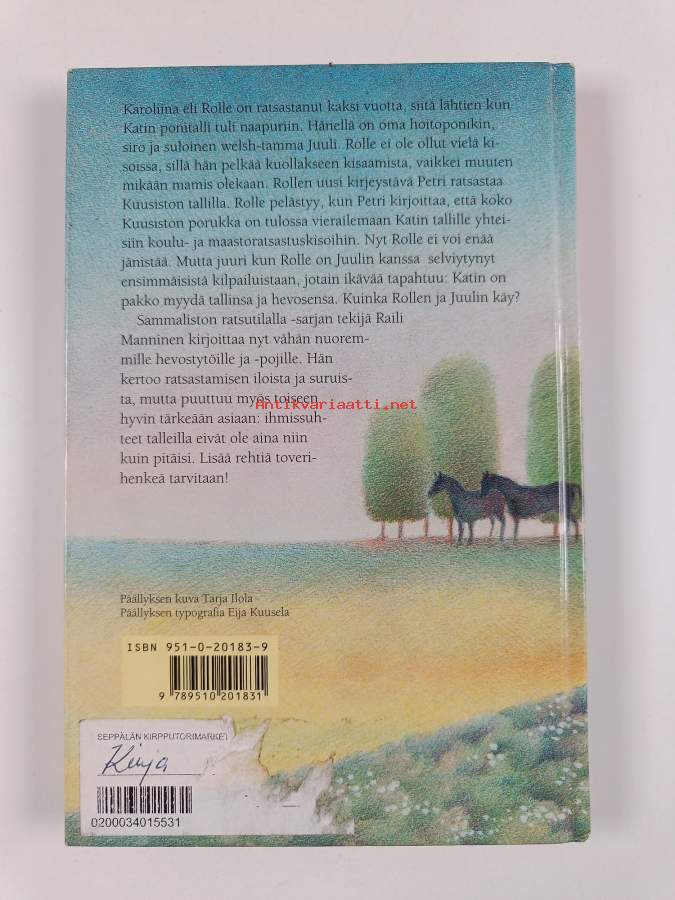 Karoliina eli Rolle on ratsastanut kaksi vuotta, siitä lähtien kun
Katin ponitalli tuli naapuriin. Hänellä on oma hoitoponikin,
siro ja suloinen welsh-tamma Juuli. Rolle ei ole ollut vielä ki-
soissa, sillä hän pelkää kuollakseen kisaamista, vaikkei muuten
mikään mamis olekaan. Rollen uusi kirjeystävä Petri ratsastaa
Kuusiston tallilla. Rolle pelästyy, kun Petri kirjoittaa, että koko
Kuusiston porukka on tulossa vierailemaan Katin tallille yhtei-
siin koulu- ja maastoratsastuskisoihin. Nyt Rolle ei voi enää
jänistää. Mutta juuri kun Rolle on Juulin kanssa selviytynyt
ensimmäisistä kilpailuistaan, jotain ikävää tapahtuu: Katin on
pakko myydä tallinsa ja hevosensa. Kuinka Rollen ja Juulin käy?
Sammaliston ratsutilalla -sarjan tekijä Raili
Manninen kirjoittaa nyt vähän nuorem-
mille hevostytöille ja -pojille. Hän
kertoo ratsastamisen iloista ja suruis-
ta, mutta puuttuu myös toiseen
Antikvariaatti.net
hyvin tärkeään asiaan: ihmissuh-
teet talleilla eivät ole aina niin
kuin pitäisi. Lisää rehtiä toveri-
henkeä tarvitaan!
Päällyksen kuva Tarja Ilola
Päällyksen typografia Eija Kuusela
ISBN 951-0-20183-9
9 789510 201831
SEPPÄLÄN KIRPPUTORIMARKET
Kirja
0200034015531